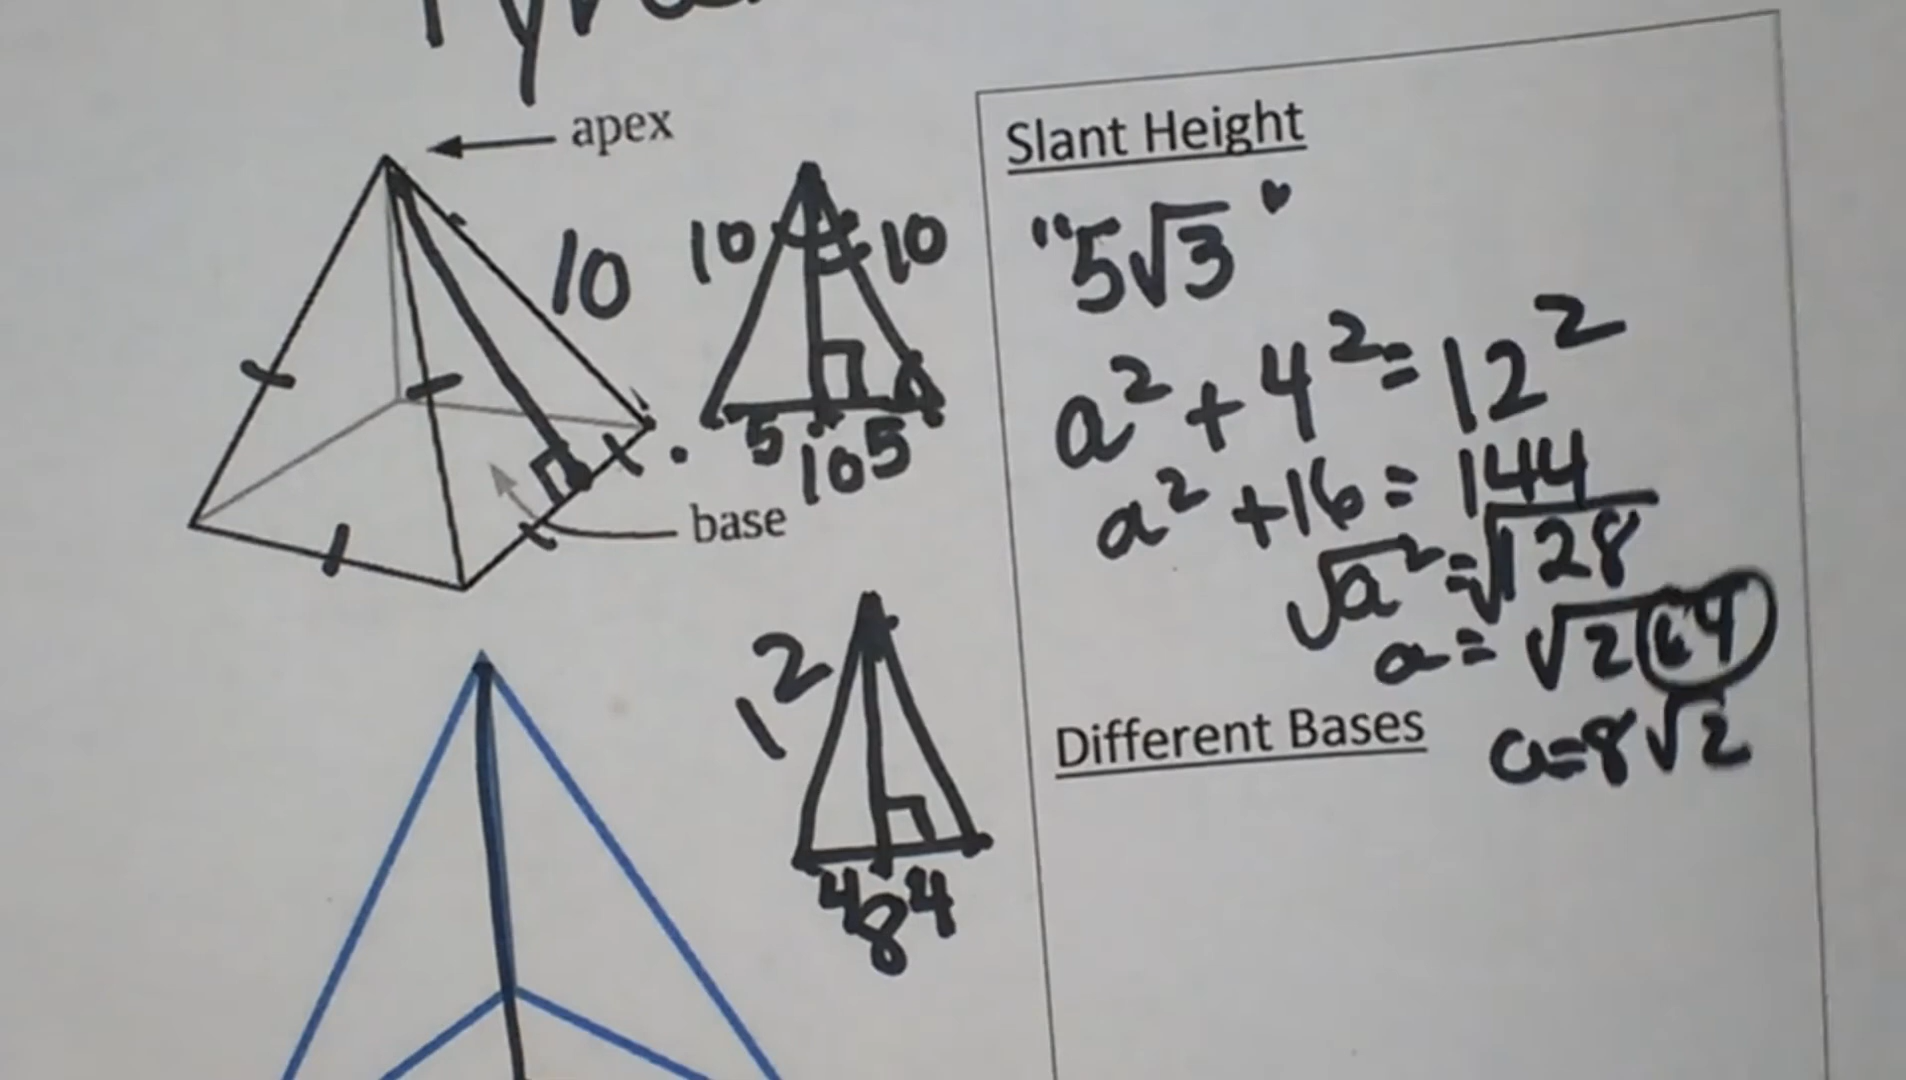 apex
10
10 10
5 10 5
base
12
4 8 4
Slant Height
"5√3"
a² + 4² = 12²
a² + 16 = 144
√a² = √128
a = √2(64)
a = 8√2
Different Bases